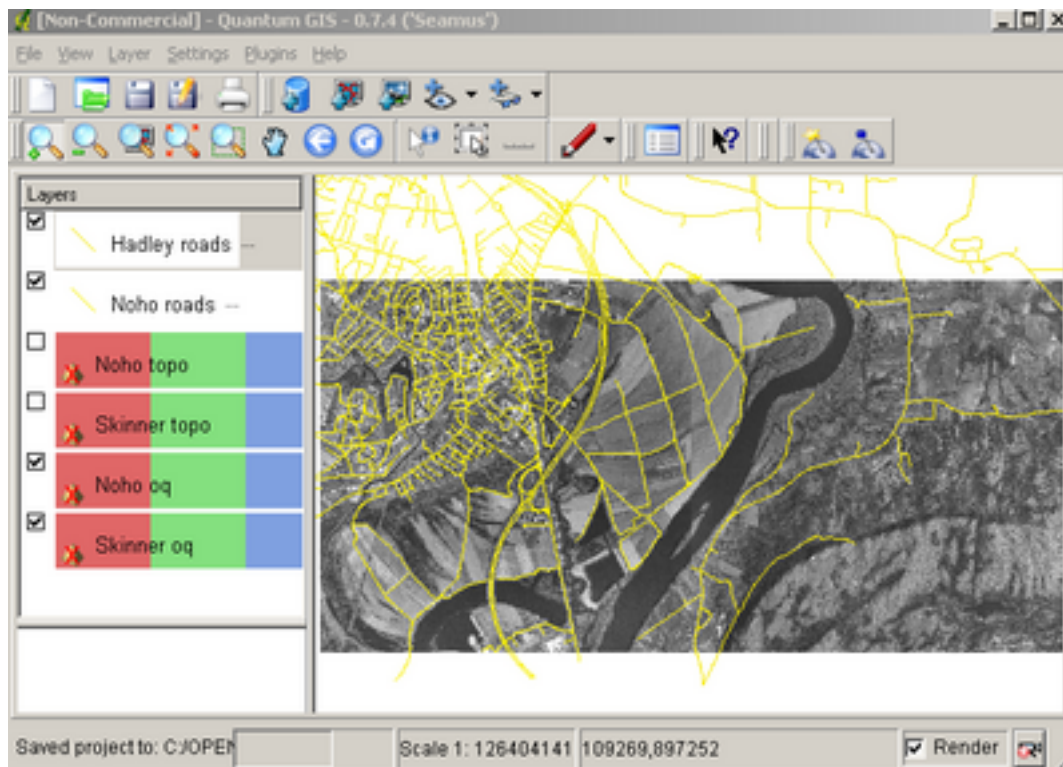 [Non-Commercial] - Quantum GIS - 0.7.4 ('Seamus')
File View Layer Settings Plugins Help
Layers
Hadley roads
Noho roads
Noho topo
Skinner topo
Noho oq
Skinner oq
Saved project to: C:/OPEN
Scale 1: 126404141
109269,897252
Render